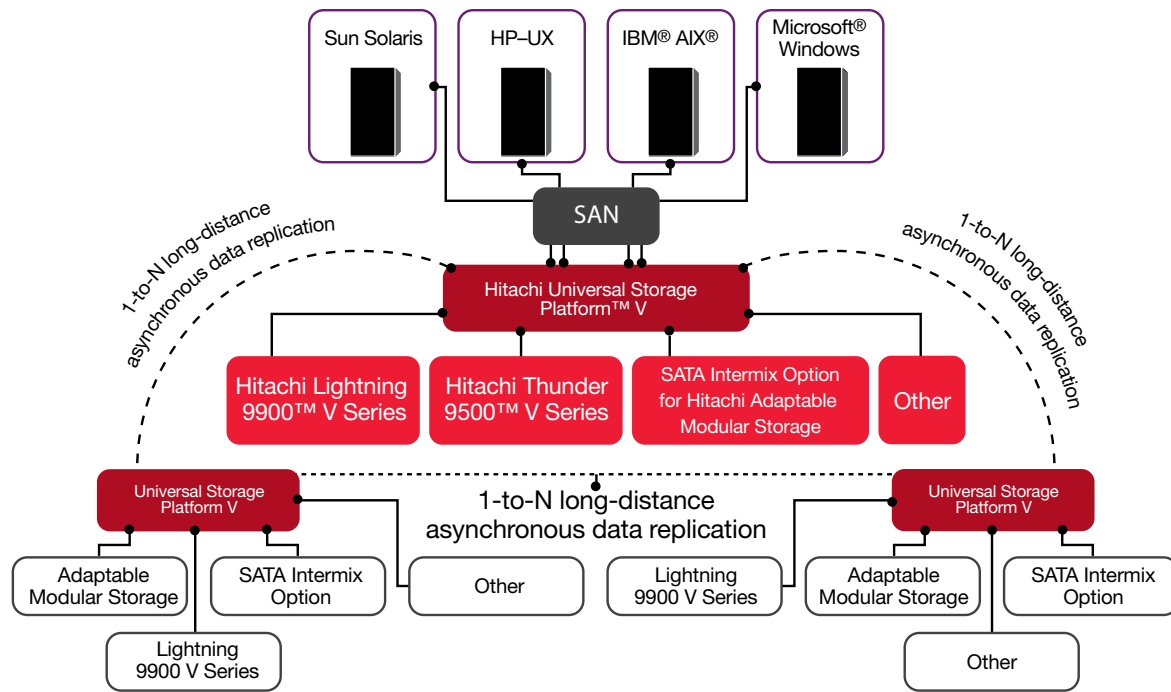 Sun Solaris
HP–UX
IBM® AIX®
Microsoft®
Windows
SAN
1-to-N long-distance
asynchronous data replication
1-to-N long-distance
asynchronous data replication
Hitachi Universal Storage
Platform™ V
Hitachi Lightning
9900™ V Series
Hitachi Thunder
9500™ V Series
SATA Intermix Option
for Hitachi Adaptable
Modular Storage
Other
Universal Storage
Platform V
1-to-N long-distance
asynchronous data replication
Universal Storage
Platform V
Adaptable
Modular Storage
SATA Intermix
Option
Other
Lightning
9900 V Series
Adaptable
Modular Storage
SATA Intermix
Option
Lightning
9900 V Series
Other